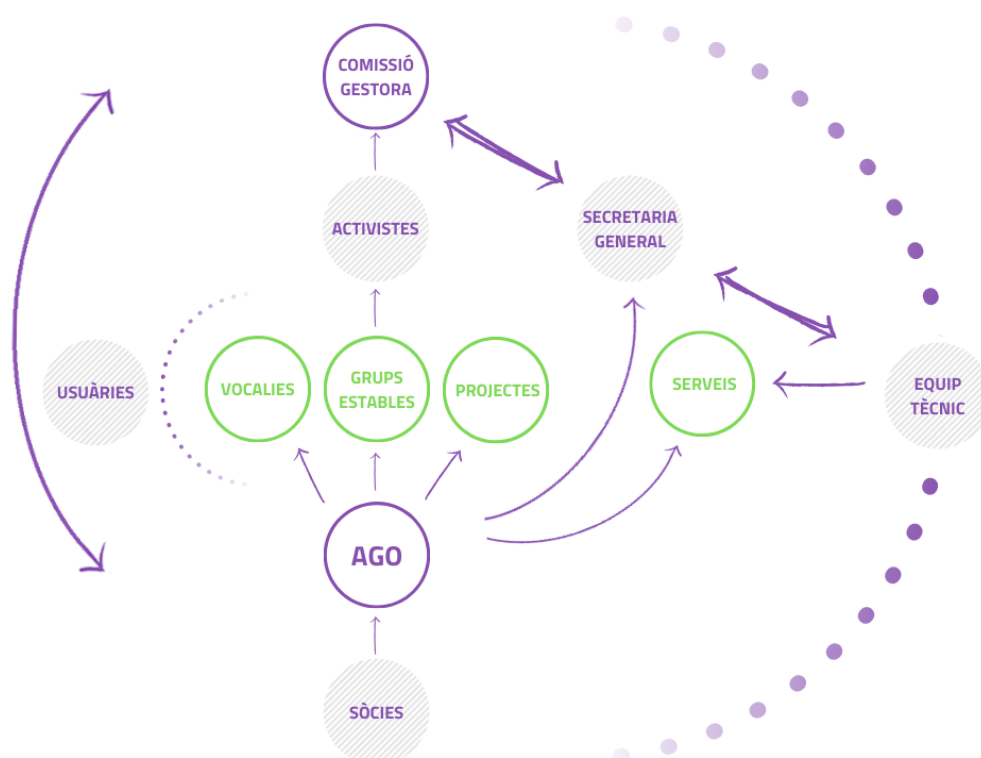 COMISSIÓ
GESTORA
ACTIVISTES
SECRETARIA
GENERAL
USUÀRIES
VOCALIES
GRUPS
ESTABLES
PROJECTES
SERVEIS
EQUIP
TÈCNIC
AGO
SÒCIES